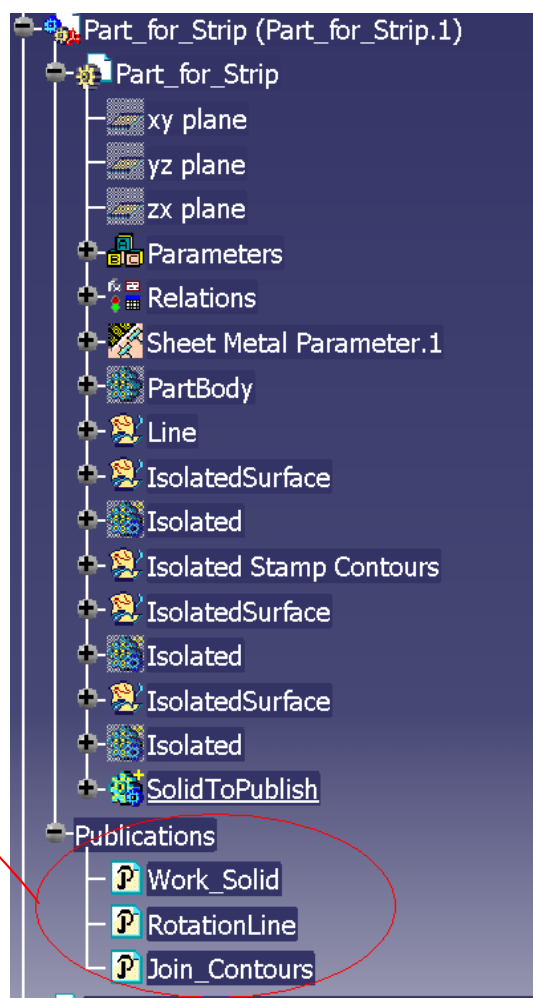 Part_for_Strip (Part_for_Strip.1)
Part_for_Strip
xy plane
yz plane
zx plane
Parameters
Relations
Sheet Metal Parameter.1
PartBody
Line
IsolatedSurface
Isolated
Isolated Stamp Contours
IsolatedSurface
Isolated
IsolatedSurface
Isolated
SolidToPublish
Publications
Work_Solid
RotationLine
Join_Contours